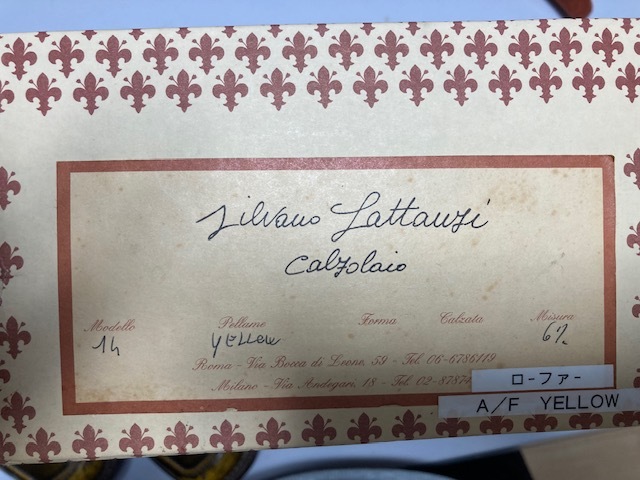 Silvano Lattanzi
Calzolaio
Modello Pellame Forma Calzata Misura
14 YELLOW 6½
Roma - Via Bocca di Leone, 59 - Tel. 06-6786119
Milano - Via Andegari, 18 - Tel. 02-8787
ローファー
A/F YELLOW